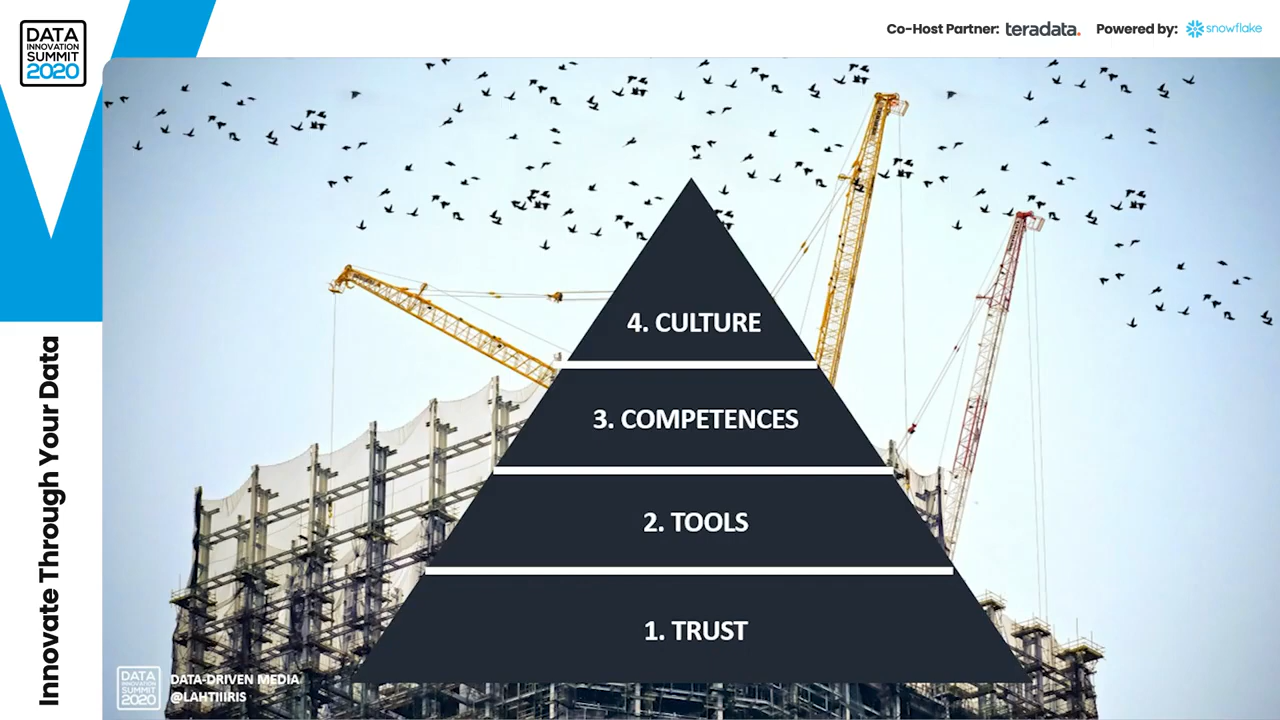 DATA
INNOVATION
SUMMIT
2020
Co-Host Partner: teradata. Powered by: snowflake
Innovate Through Your Data
4. CULTURE
3. COMPETENCES
2. TOOLS
1. TRUST
DATA
INNOVATION
SUMMIT
2020
DATA-DRIVEN MEDIA
@LAHTIIIRIS